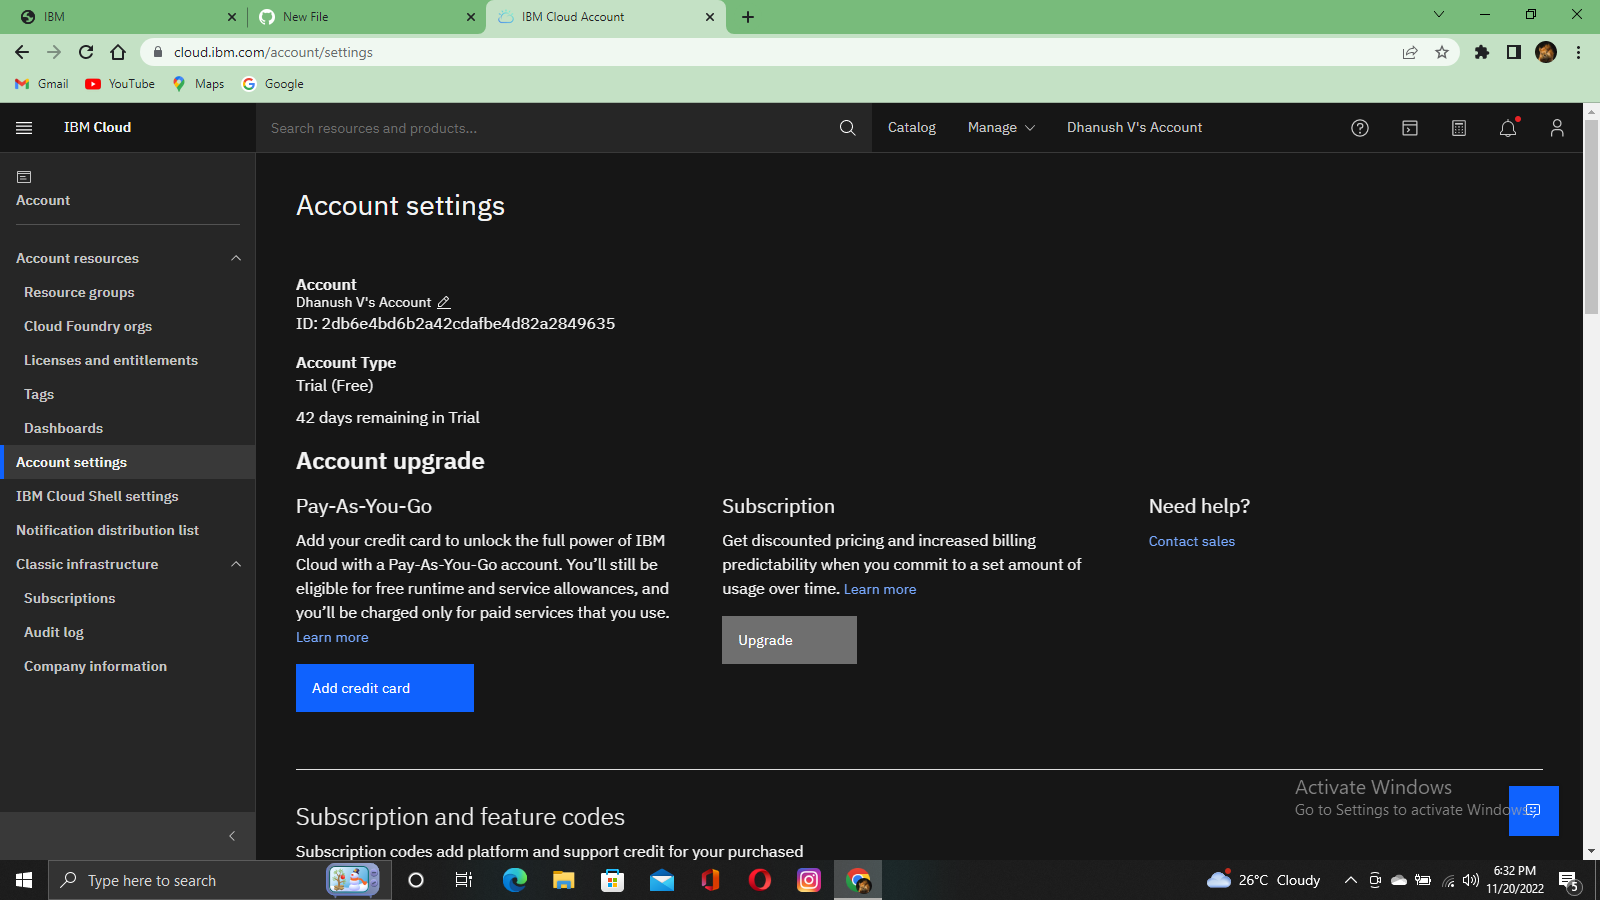 IBM
New File
IBM Cloud Account
cloud.ibm.com/account/settings
Gmail
YouTube
Maps
Google
IBM Cloud
Search resources and products...
Catalog
Manage
Dhanush V's Account
Account
Account resources
Resource groups
Cloud Foundry orgs
Licenses and entitlements
Tags
Dashboards
Account settings
IBM Cloud Shell settings
Notification distribution list
Classic infrastructure
Subscriptions
Audit log
Company information
Account settings
Account
Dhanush V's Account
ID: 2db6e4bd6b2a42cdafbe4d82a2849635
Account Type
Trial (Free)
42 days remaining in Trial
Account upgrade
Pay-As-You-Go
Add your credit card to unlock the full power of IBM
Cloud with a Pay-As-You-Go account. You’ll still be
eligible for free runtime and service allowances, and
you’ll be charged only for paid services that you use.
Learn more
Add credit card
Subscription
Get discounted pricing and increased billing
predictability when you commit to a set amount of
usage over time. Learn more
Upgrade
Need help?
Contact sales
Subscription and feature codes
Subscription codes add platform and support credit for your purchased
Activate Windows
Go to Settings to activate Windows
Type here to search
26°C Cloudy
6:32 PM
11/20/2022
5